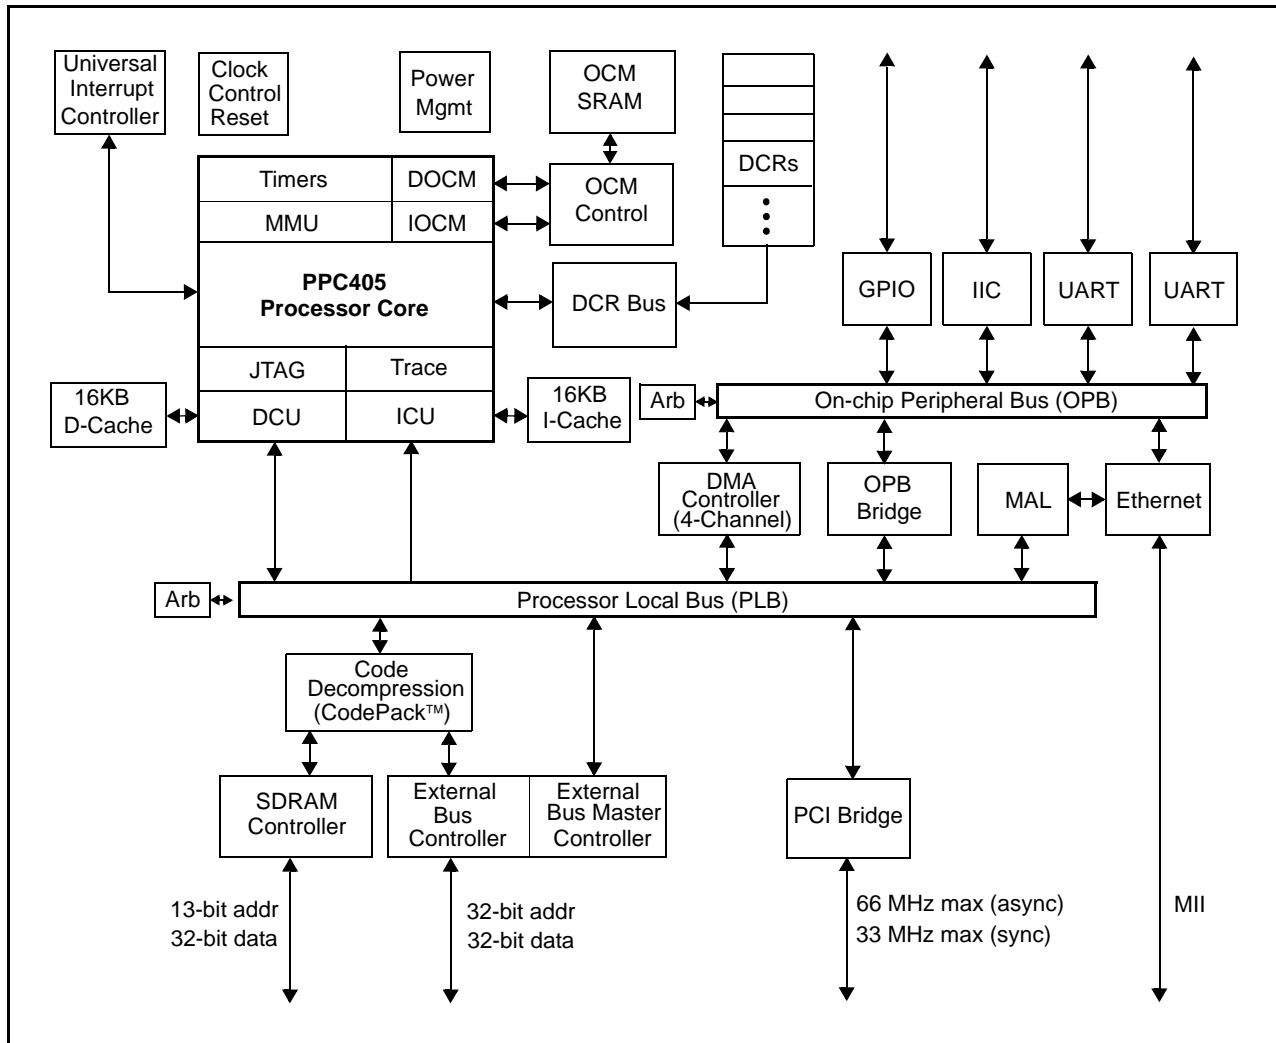 Universal
Interrupt
Controller
Clock
Control
Reset
Power
Mgmt
OCM
SRAM
DCRs
Timers
DOCM
MMU
IOCM
OCM
Control
PPC405
Processor Core
DCR Bus
GPIO
IIC
UART
UART
JTAG
Trace
DCU
ICU
16KB
D-Cache
16KB
I-Cache
Arb
On-chip Peripheral Bus (OPB)
DMA
Controller
(4-Channel)
OPB
Bridge
MAL
Ethernet
Arb
Processor Local Bus (PLB)
Code
Decompression
(CodePack™)
SDRAM
Controller
External
Bus
Controller
External
Bus Master
Controller
PCI Bridge
13-bit addr
32-bit data
32-bit addr
32-bit data
66 MHz max (async)
33 MHz max (sync)
MII